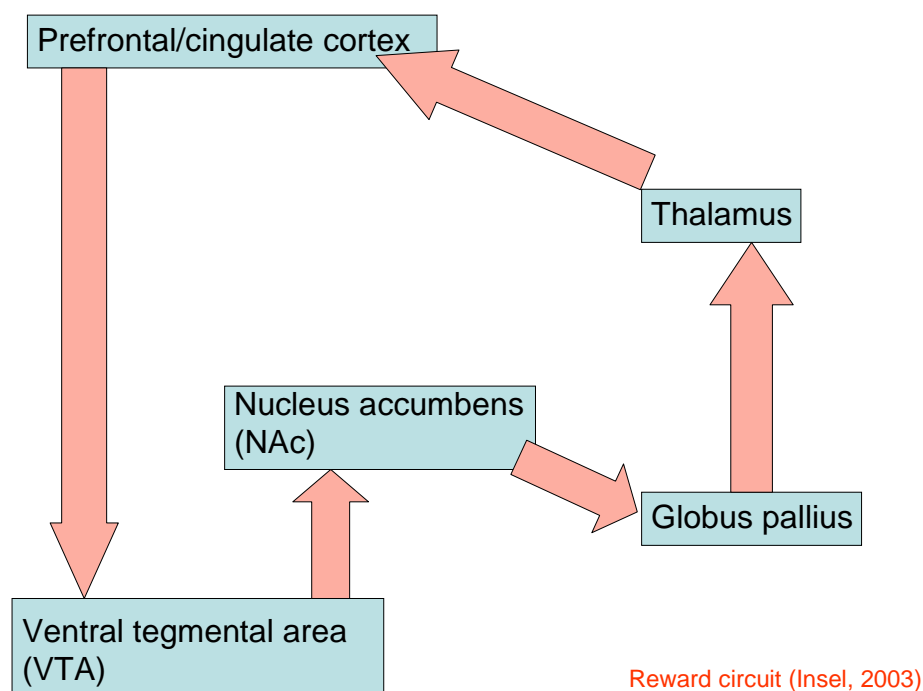 Prefrontal/cingulate cortex
Thalamus
Nucleus accumbens
(NAc)
Globus pallius
Ventral tegmental area
(VTA)
Reward circuit (Insel, 2003)